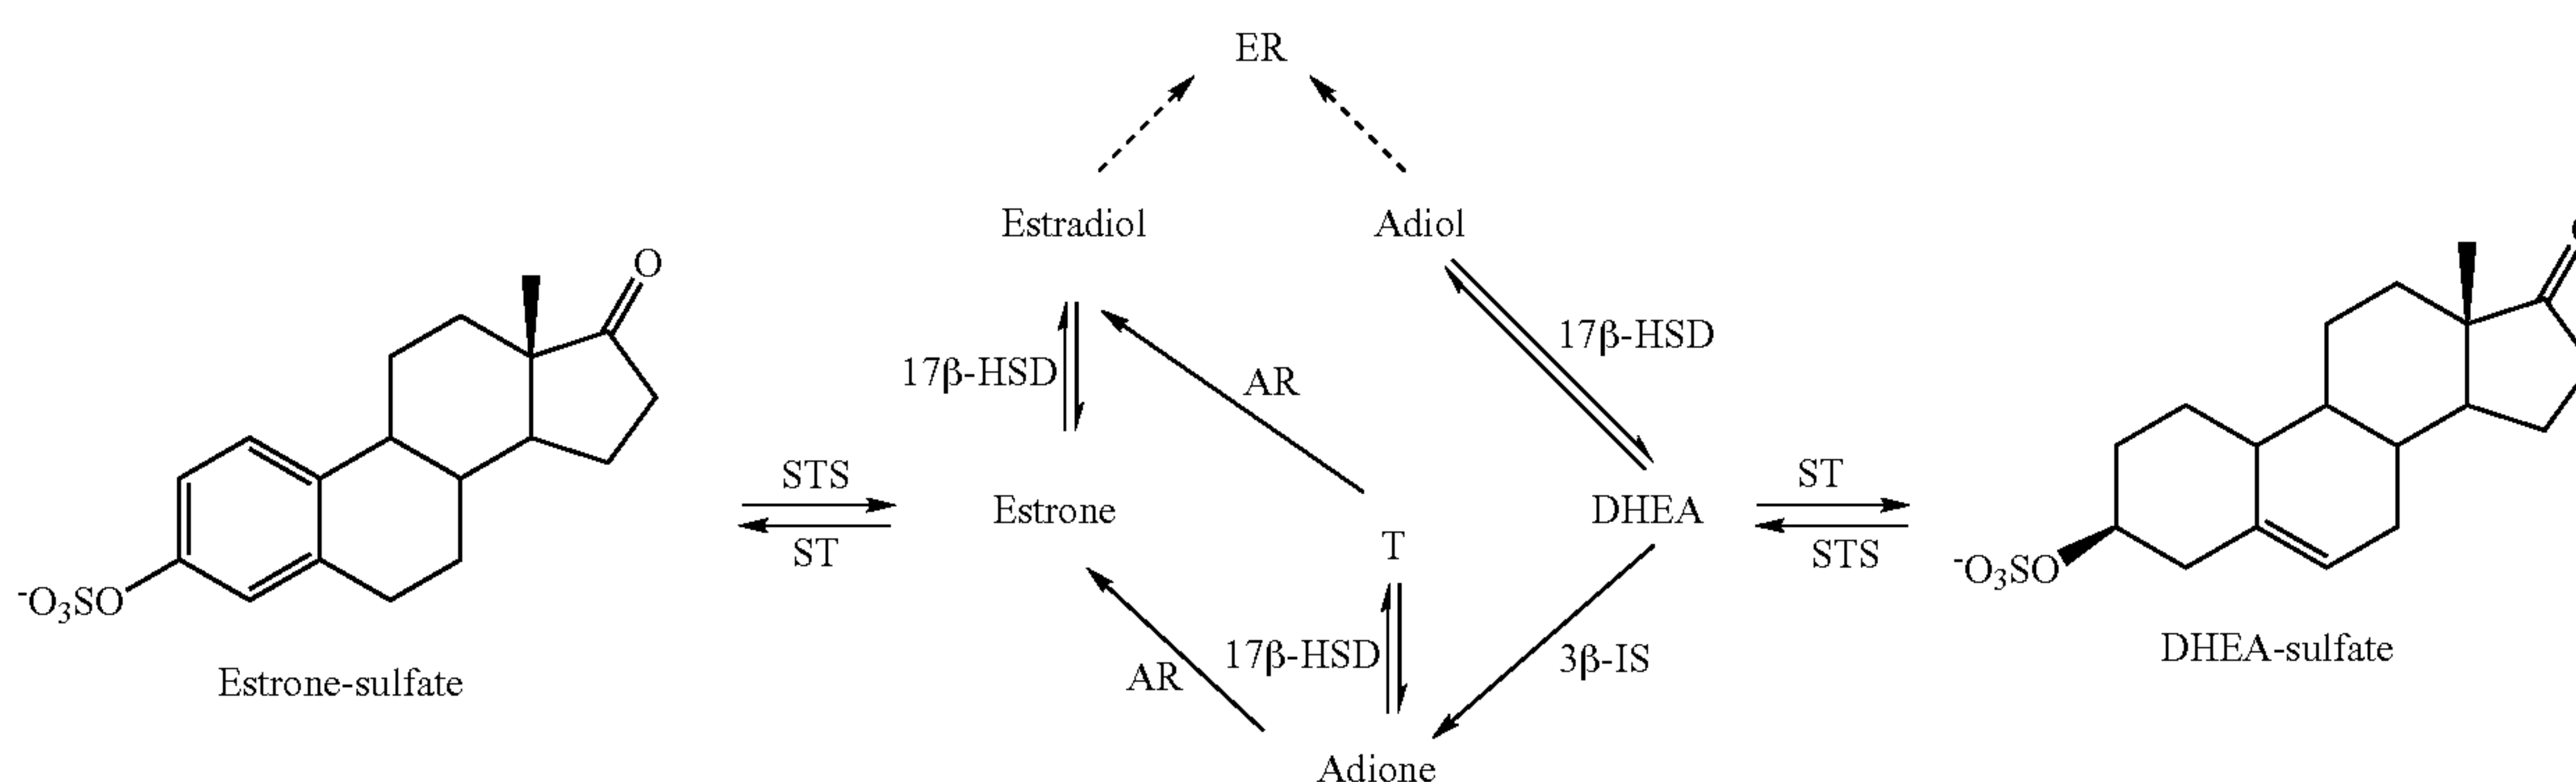 ER
Estradiol
Adiol
O
17β-HSD
17β-HSD
AR
STS
ST
Estrone
T
DHEA
ST
STS
⁻O₃SO
⁻O₃SO
Estrone-sulfate
AR
17β-HSD
3β-IS
DHEA-sulfate
Adione